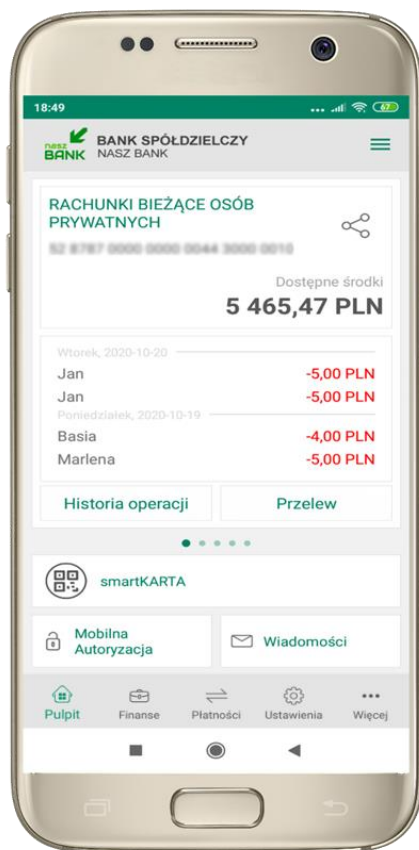 18:49
67
nasz
BANK
BANK SPÓŁDZIELCZY
NASZ BANK
RACHUNKI BIEŻĄCE OSÓB
PRYWATNYCH
Dostępne środki
5 465,47 PLN
Wtorek, 2020-10-20
Jan -5,00 PLN
Jan -5,00 PLN
Poniedziałek, 2020-10-19
Basia -4,00 PLN
Marlena -5,00 PLN
Historia operacji Przelew
smartKARTA
Mobilna
Autoryzacja
Wiadomości
Pulpit Finanse Płatności Ustawienia Więcej